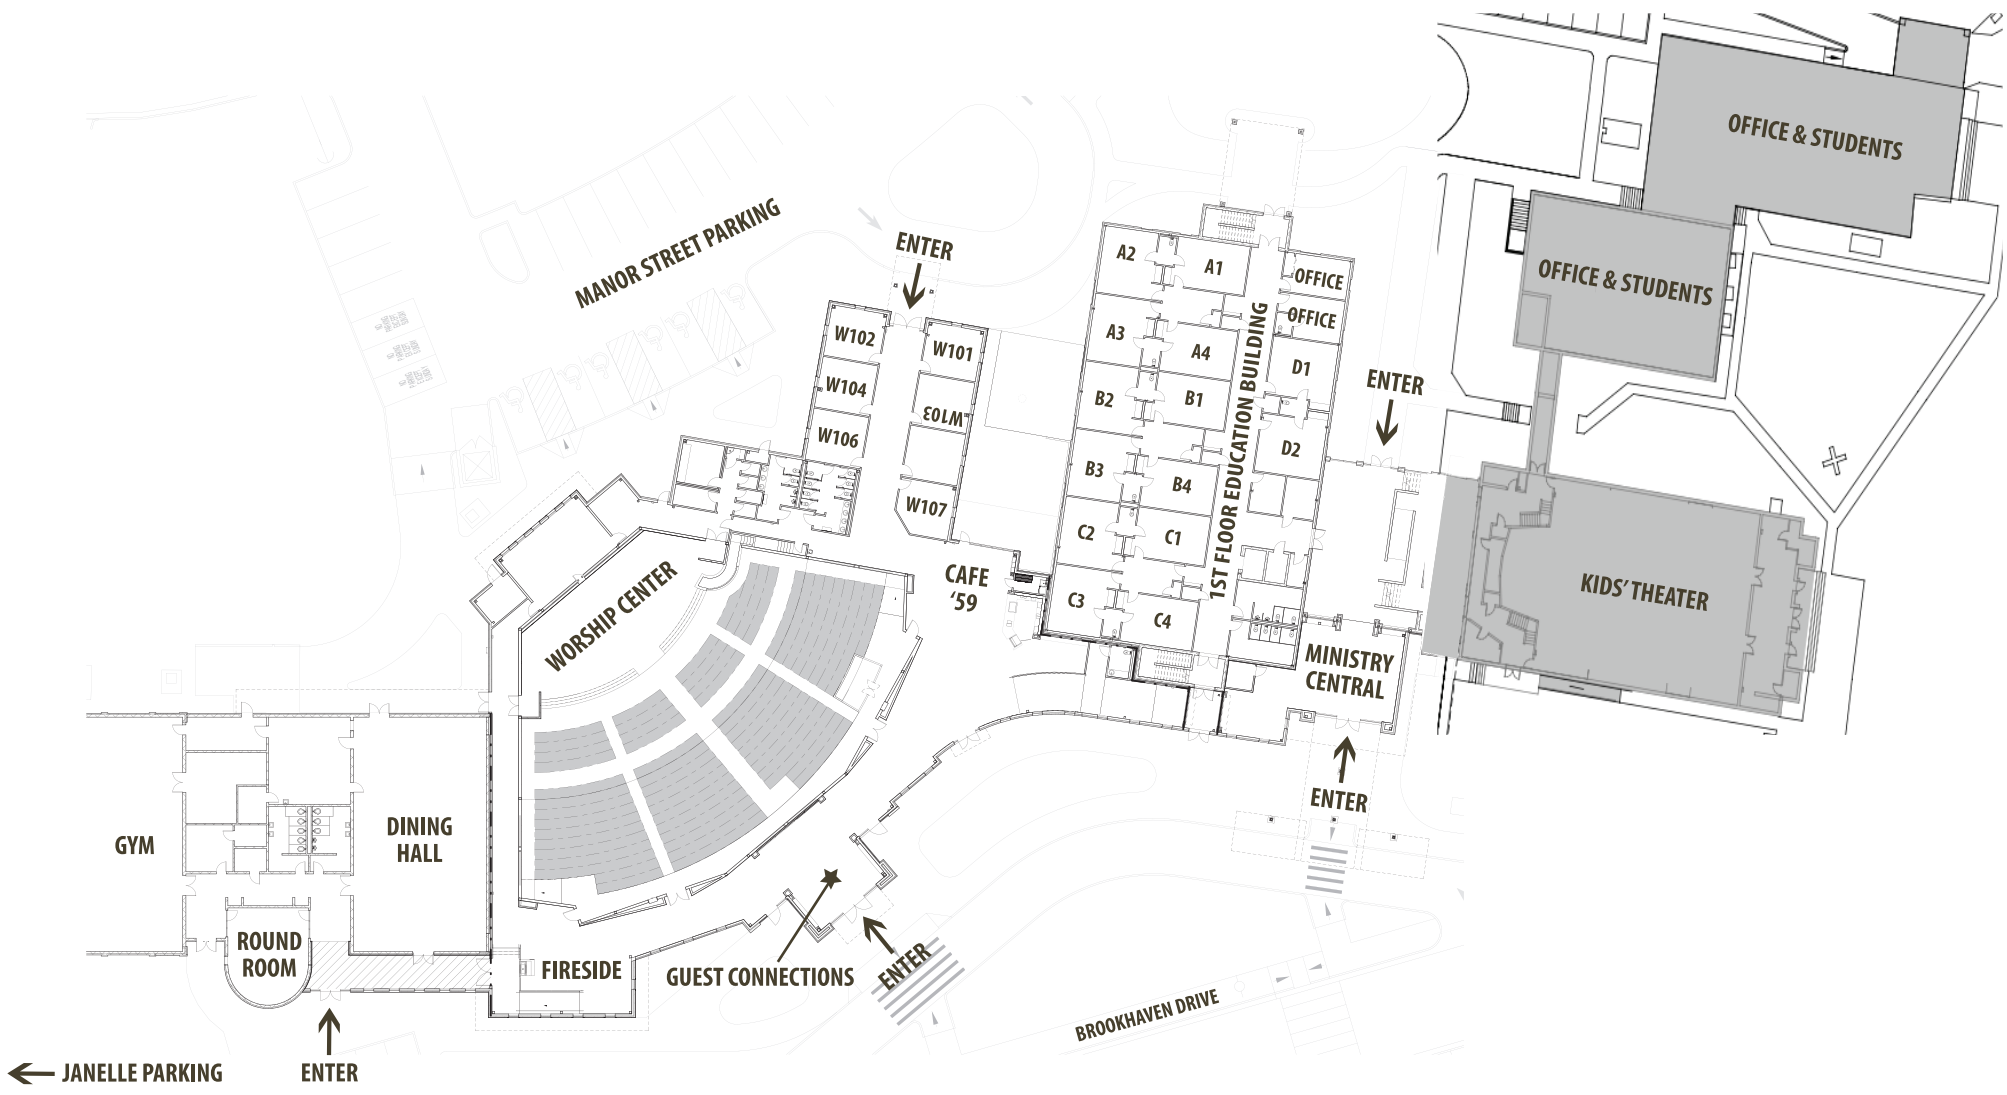 OFFICE & STUDENTS
OFFICE & STUDENTS
MANOR STREET PARKING
ENTER
A2
A1
OFFICE
OFFICE
A3
A4
D1
W102
W101
W104
W103
W106
W107
B2
B1
D2
B3
B4
C2
C1
C3
C4
1ST FLOOR EDUCATION BUILDING
ENTER
KIDS' THEATER
CAFE
'59
WORSHIP CENTER
MINISTRY
CENTRAL
ENTER
GYM
DINING
HALL
ROUND
ROOM
FIRESIDE
GUEST CONNECTIONS
ENTER
BROOKHAVEN DRIVE
JANELLE PARKING
ENTER